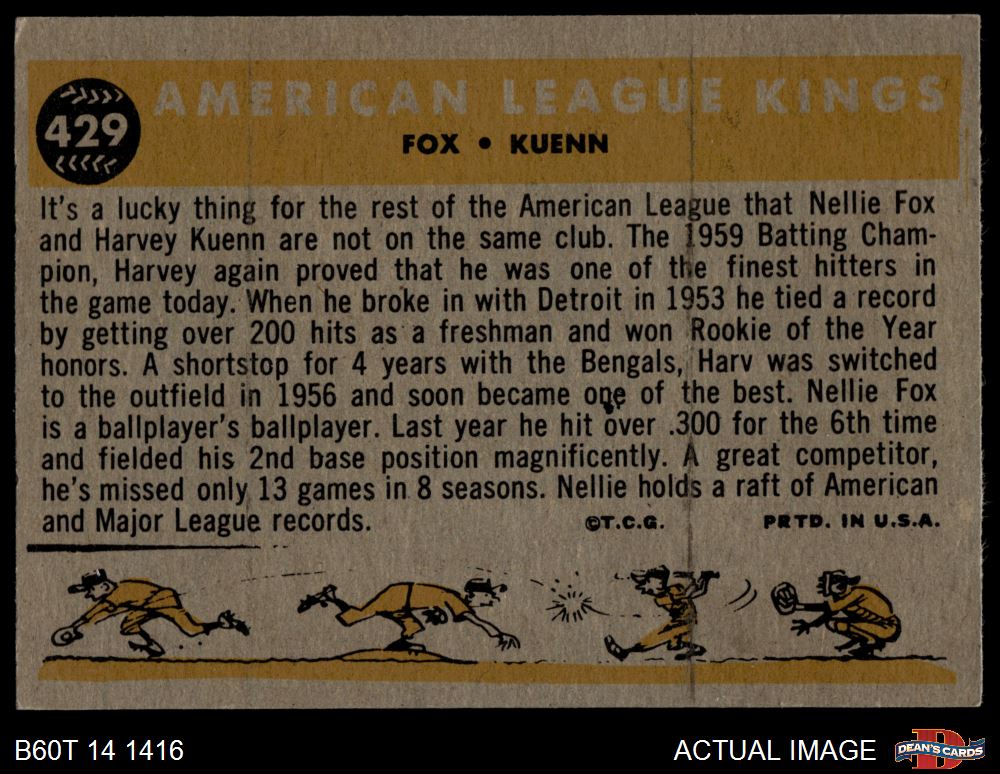 429
AMERICAN LEAGUE KINGS
FOX • KUENN
It's a lucky thing for the rest of the American League that Nellie Fox
and Harvey Kuenn are not on the same club. The 1959 Batting Cham-
pion, Harvey again proved that he was one of the finest hitters in
the game today. When he broke in with Detroit in 1953 he tied a record
by getting over 200 hits as a freshman and won Rookie of the Year
honors. A shortstop for 4 years with the Bengals, Harv was switched
to the outfield in 1956 and soon became one of the best. Nellie Fox
is a ballplayer's ballplayer. Last year he hit over .300 for the 6th time
and fielded his 2nd base position magnificently. A great competitor,
he's missed only 13 games in 8 seasons. Nellie holds a raft of American
and Major League records. ©T.C.G. PRTD. IN U.S.A.
B60T 14 1416 ACTUAL IMAGE D DEAN'S CARDS